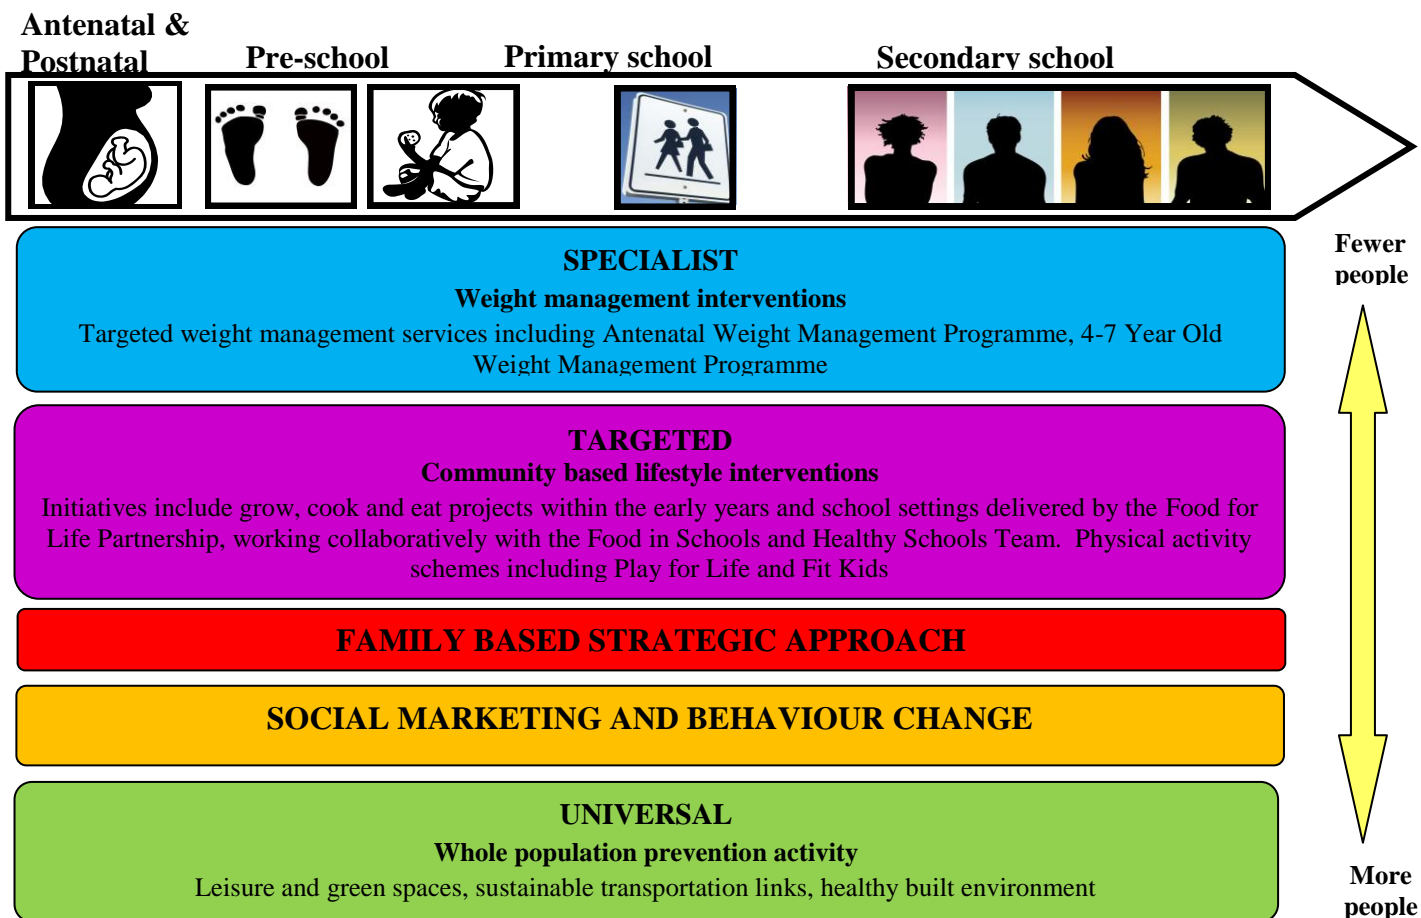 Antenatal &
Postnatal
Pre-school
Primary school
Secondary school
SPECIALIST
Weight management interventions
Targeted weight management services including Antenatal Weight Management Programme, 4-7 Year Old
Weight Management Programme
Fewer
people
TARGETED
Community based lifestyle interventions
Initiatives include grow, cook and eat projects within the early years and school settings delivered by the Food for
Life Partnership, working collaboratively with the Food in Schools and Healthy Schools Team.  Physical activity
schemes including Play for Life and Fit Kids
FAMILY BASED STRATEGIC APPROACH
SOCIAL MARKETING AND BEHAVIOUR CHANGE
UNIVERSAL
Whole population prevention activity
Leisure and green spaces, sustainable transportation links, healthy built environment
More
people